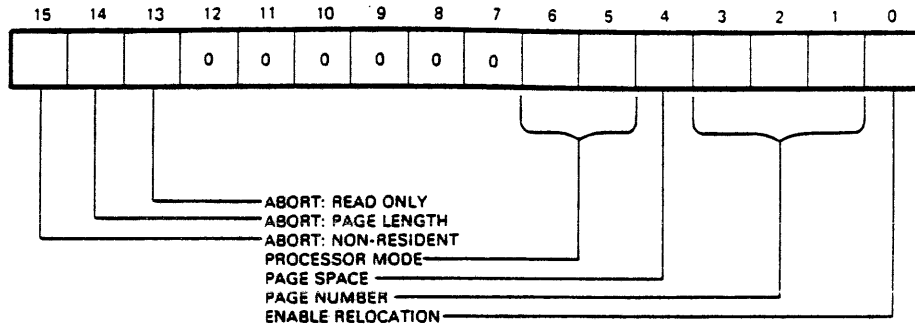 15 14 13 12 11 10 9 8 7 6 5 4 3 2 1 0
0 0 0 0 0 0
ABORT: READ ONLY
ABORT: PAGE LENGTH
ABORT: NON-RESIDENT
PROCESSOR MODE
PAGE SPACE
PAGE NUMBER
ENABLE RELOCATION